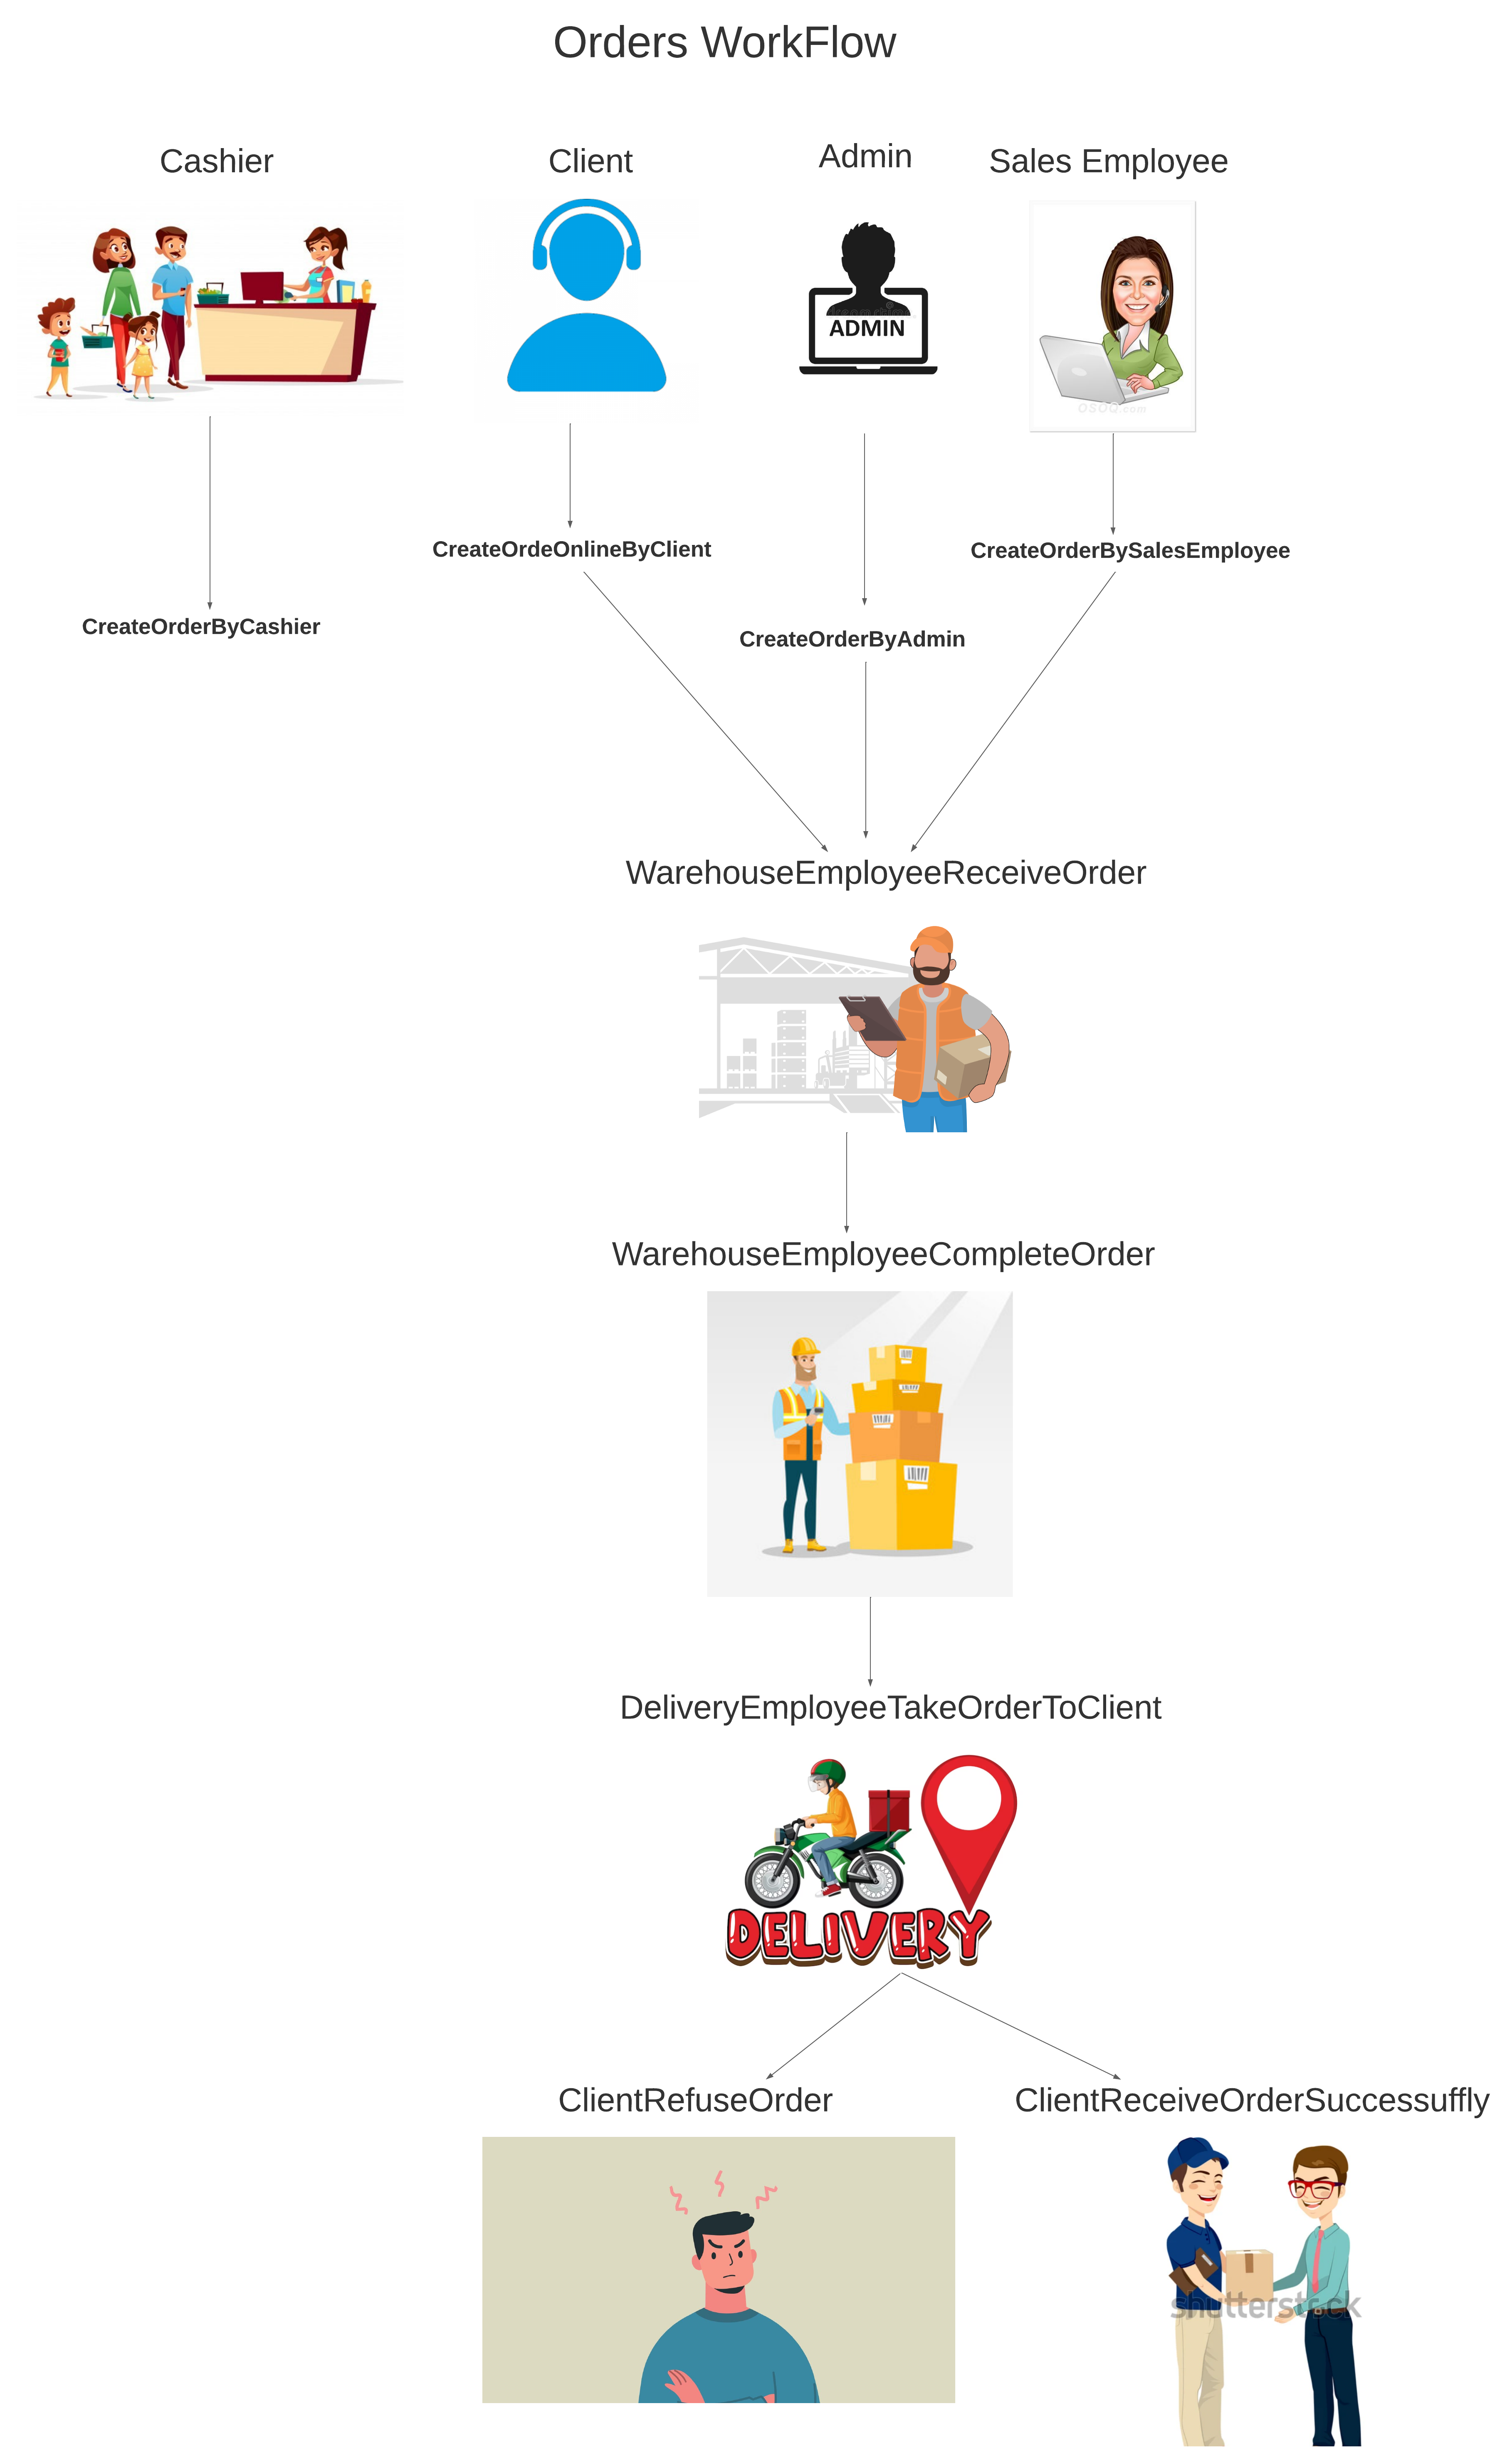 Orders WorkFlow
Cashier
Client
Admin
Sales Employee
ADMIN
OSOQ.com
CreateOrdeOnlineByClient
CreateOrderBySalesEmployee
CreateOrderByCashier
CreateOrderByAdmin
WarehouseEmployeeReceiveOrder
WarehouseEmployeeCompleteOrder
DeliveryEmployeeTakeOrderToClient
DELIVERY
ClientRefuseOrder
ClientReceiveOrderSuccessuffly
shutterstock